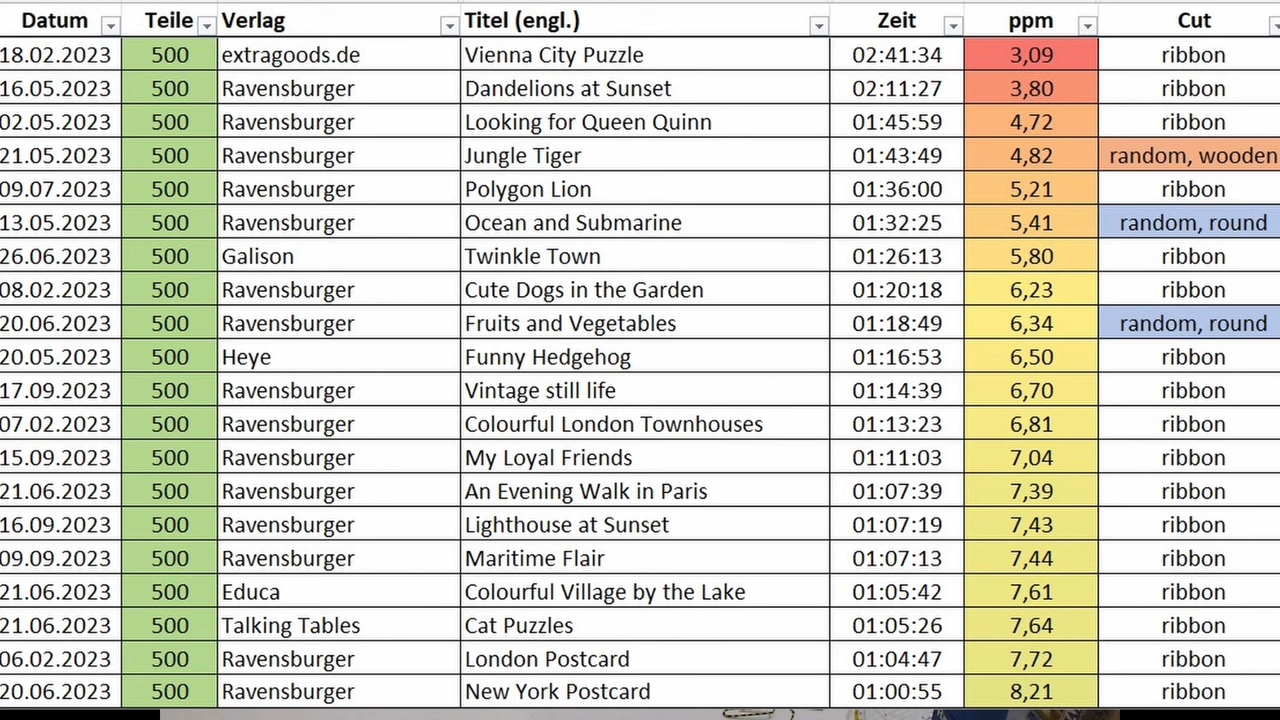 Datum Teile Verlag Titel (engl.) Zeit ppm Cut
18.02.2023 500 extragoods.de Vienna City Puzzle 02:41:34 3,09 ribbon
16.05.2023 500 Ravensburger Dandelions at Sunset 02:11:27 3,80 ribbon
02.05.2023 500 Ravensburger Looking for Queen Quinn 01:45:59 4,72 ribbon
21.05.2023 500 Ravensburger Jungle Tiger 01:43:49 4,82 random, wooden
09.07.2023 500 Ravensburger Polygon Lion 01:36:00 5,21 ribbon
13.05.2023 500 Ravensburger Ocean and Submarine 01:32:25 5,41 random, round
26.06.2023 500 Galison Twinkle Town 01:26:13 5,80 ribbon
08.02.2023 500 Ravensburger Cute Dogs in the Garden 01:20:18 6,23 ribbon
20.06.2023 500 Ravensburger Fruits and Vegetables 01:18:49 6,34 random, round
20.05.2023 500 Heye Funny Hedgehog 01:16:53 6,50 ribbon
17.09.2023 500 Ravensburger Vintage still life 01:14:39 6,70 ribbon
07.02.2023 500 Ravensburger Colourful London Townhouses 01:13:23 6,81 ribbon
15.09.2023 500 Ravensburger My Loyal Friends 01:11:03 7,04 ribbon
21.06.2023 500 Ravensburger An Evening Walk in Paris 01:07:39 7,39 ribbon
16.09.2023 500 Ravensburger Lighthouse at Sunset 01:07:19 7,43 ribbon
09.09.2023 500 Ravensburger Maritime Flair 01:07:13 7,44 ribbon
21.06.2023 500 Educa Colourful Village by the Lake 01:05:42 7,61 ribbon
21.06.2023 500 Talking Tables Cat Puzzles 01:05:26 7,64 ribbon
06.02.2023 500 Ravensburger London Postcard 01:04:47 7,72 ribbon
20.06.2023 500 Ravensburger New York Postcard 01:00:55 8,21 ribbon